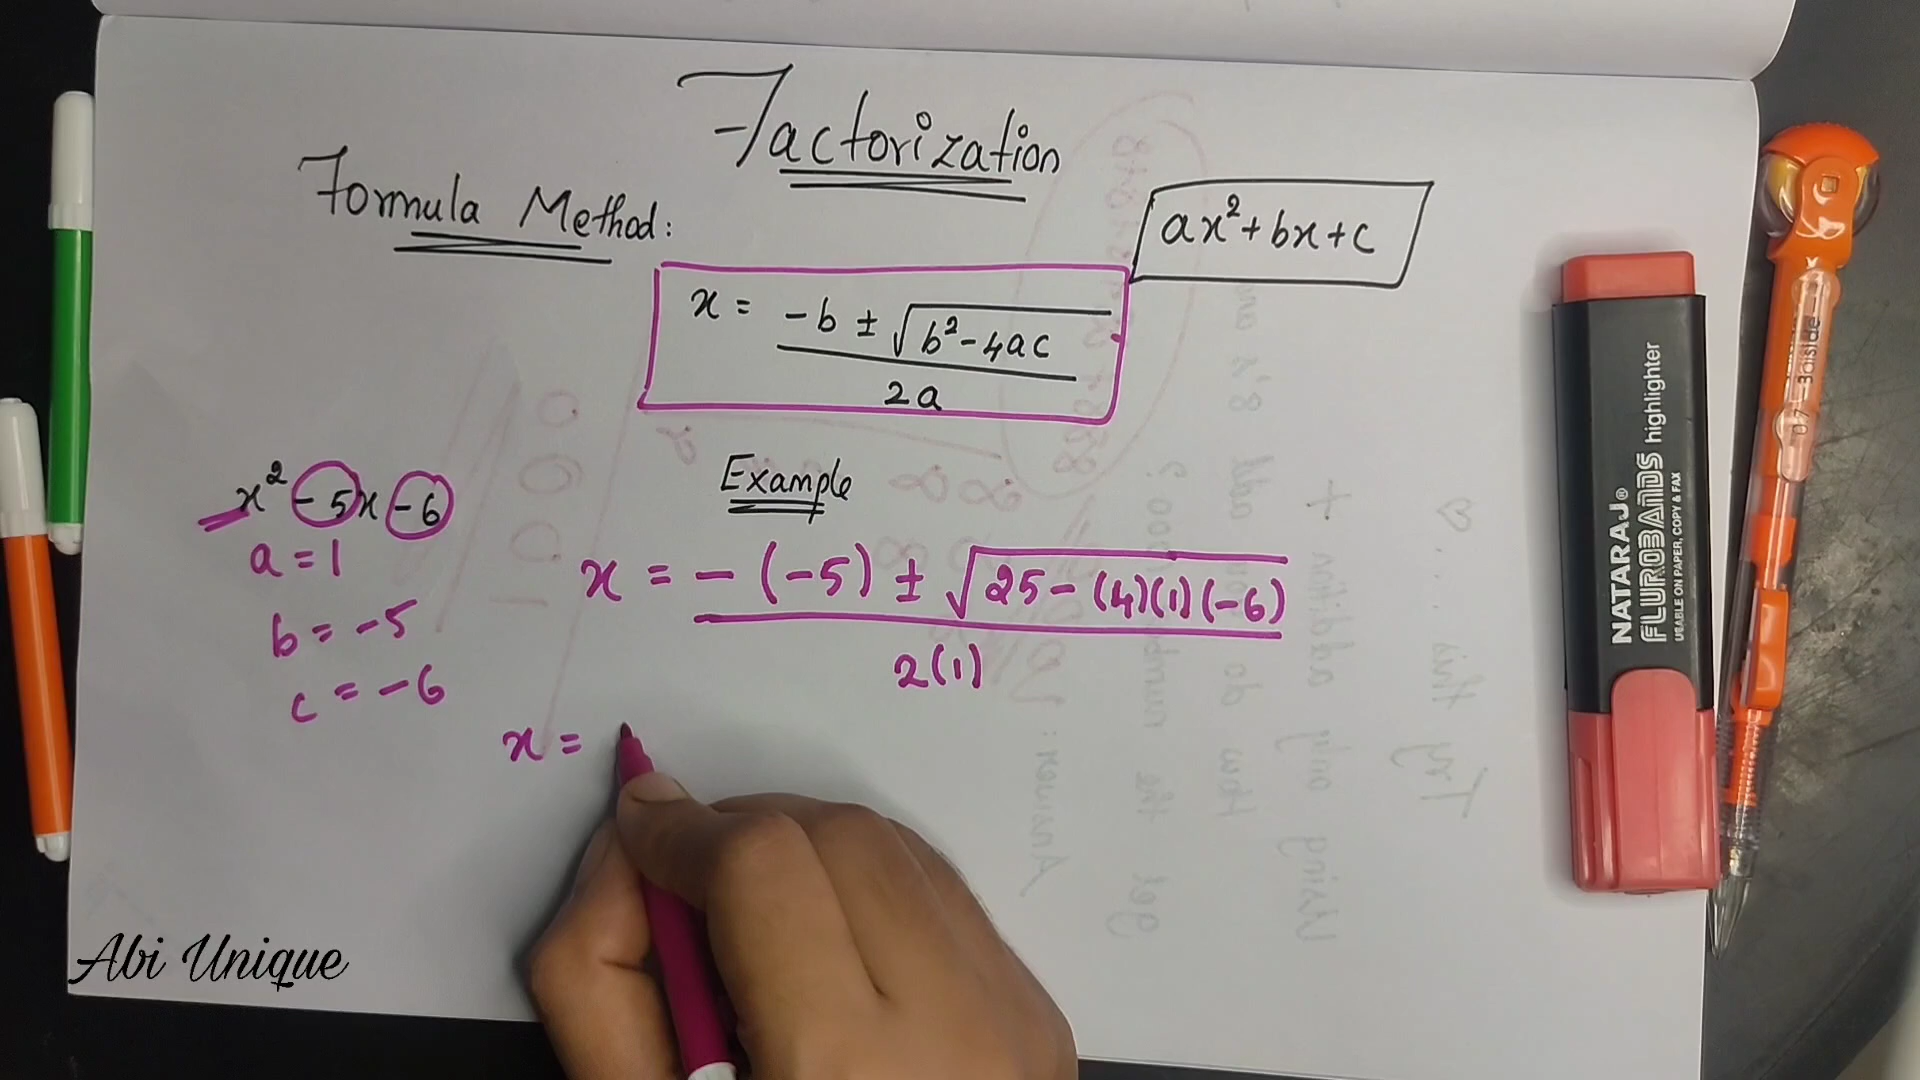 Factorization
Formula Method:
ax²+bx+c
x = -b ± √b²-4ac
2a
x² -5x -6
a = 1
b = -5
c = -6
Example
x = -(-5) ± √25-(4)(1)(-6)
2(1)
x =
NATARAJ®
FLUROBANDS highlighter
USABLE ON PAPER, COPY & FAX
Abi Unique